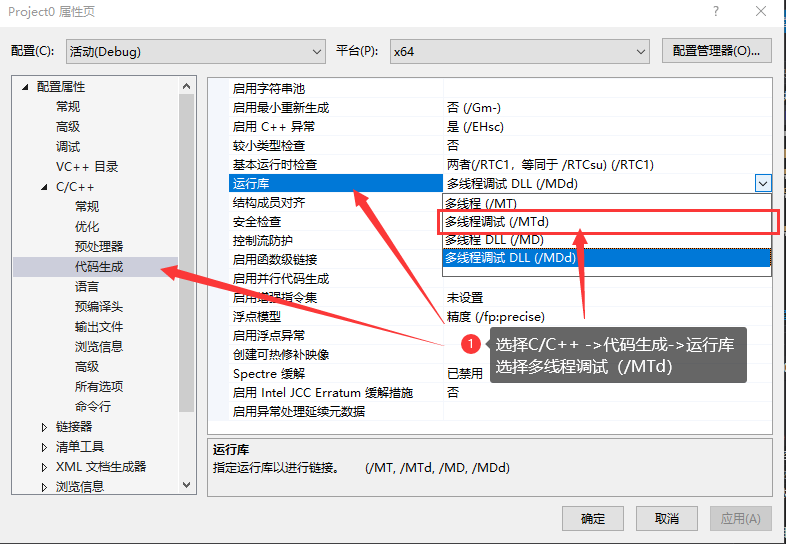 Project0 属性页
?
配置(C):
活动(Debug)
平台(P):
x64
配置管理器(O)...
配置属性
常规
高级
调试
VC++ 目录
C/C++
常规
优化
预处理器
代码生成
语言
预编译头
输出文件
浏览信息
高级
所有选项
命令行
链接器
清单工具
XML 文档生成器
浏览信息
启用字符串池
启用最小重新生成 否 (/Gm-)
启用 C++ 异常 是 (/EHsc)
较小类型检查 否
基本运行时检查 两者(/RTC1，等同于 /RTCsu) (/RTC1)
运行库 多线程调试 DLL (/MDd)
结构成员对齐
安全检查
控制流防护
启用函数级链接
启用并行代码生成
启用增强指令集 未设置
浮点模型 精度 (/fp:precise)
启用浮点异常
创建可热修补映像
Spectre 缓解 已禁用
启用 Intel JCC Erratum 缓解措施 否
启用异常处理延续元数据
多线程 (/MT)
多线程调试 (/MTd)
多线程 DLL (/MD)
多线程调试 DLL (/MDd)
1
选择C/C++ ->代码生成->运行库
选择多线程调试（/MTd）
运行库
指定运行库以进行链接。 (/MT, /MTd, /MD, /MDd)
确定
取消
应用(A)